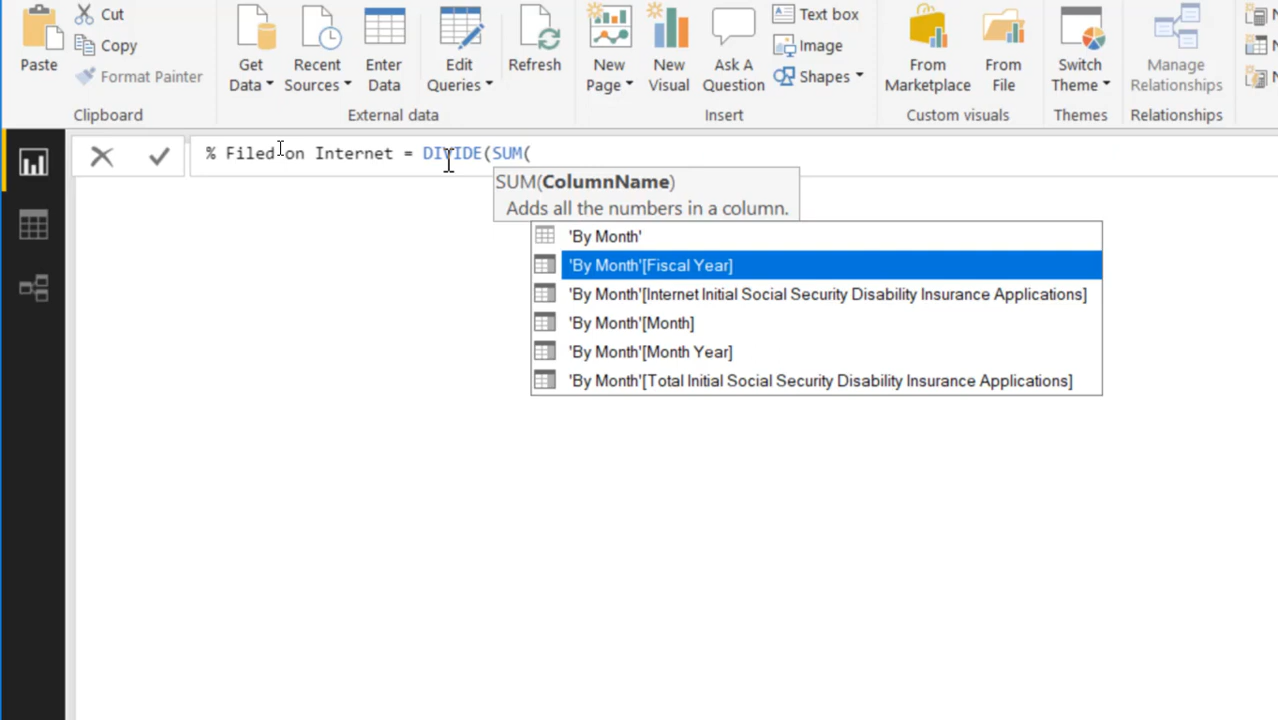 Paste
Cut
Copy
Format Painter
Clipboard
Get Data
Recent Sources
Enter Data
Edit Queries
Refresh
External data
New Page
New Visual
Ask A Question
Text box
Image
Shapes
Insert
From Marketplace
From File
Custom visuals
Switch Theme
Themes
Manage Relationships
Relationships
% Filed on Internet = DIVIDE(SUM(
SUM(ColumnName)
Adds all the numbers in a column.
'By Month'
'By Month'[Fiscal Year]
'By Month'[Internet Initial Social Security Disability Insurance Applications]
'By Month'[Month]
'By Month'[Month Year]
'By Month'[Total Initial Social Security Disability Insurance Applications]